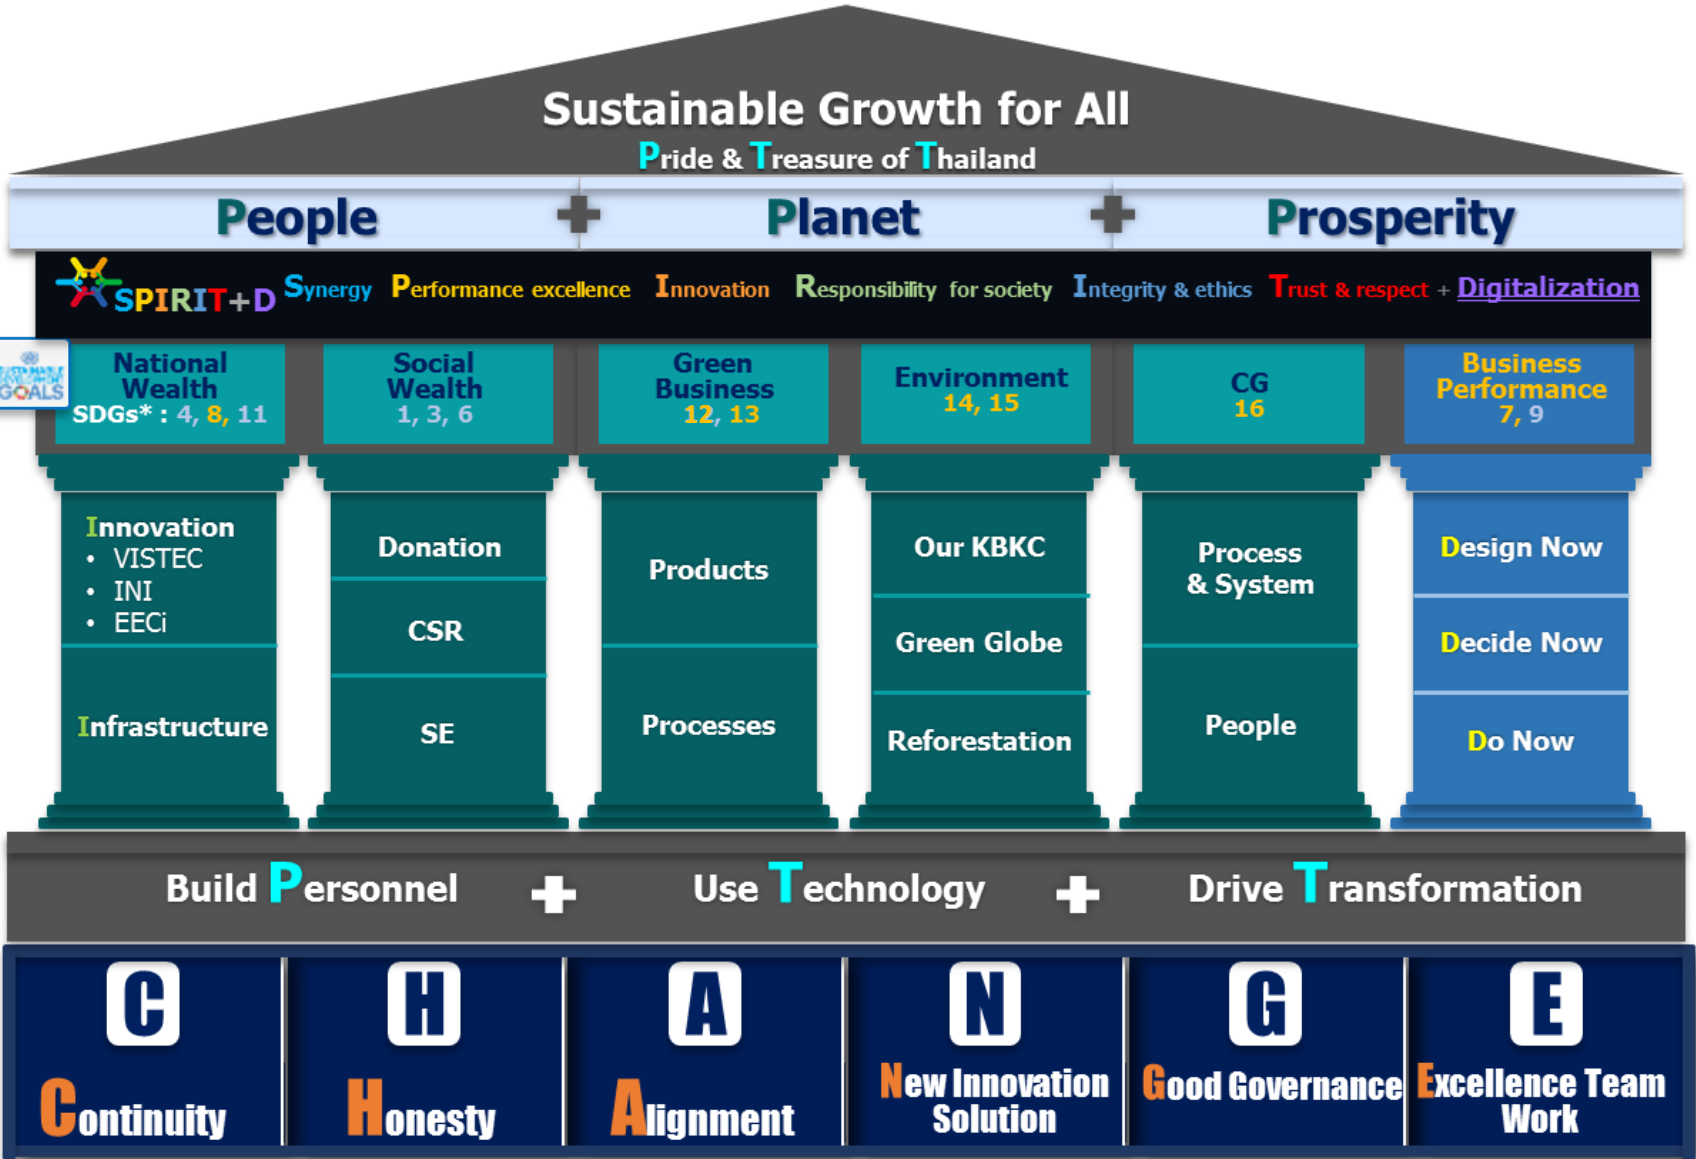 Sustainable Growth for All
Pride & Treasure of Thailand
People + Planet + Prosperity
SPIRIT+D Synergy Performance excellence Innovation Responsibility for society Integrity & ethics Trust & respect + Digitalization
SUSTAINABLE
DEVELOPMENT
GOALS
National
Wealth
SDGs* : 4, 8, 11
Social
Wealth
1, 3, 6
Green
Business
12, 13
Environment
14, 15
CG
16
Business
Performance
7, 9
Innovation
• VISTEC
• INI
• EECi
Infrastructure
Donation
CSR
SE
Products
Processes
Our KBKC
Green Globe
Reforestation
Process
& System
People
Design Now
Decide Now
Do Now
Build Personnel + Use Technology + Drive Transformation
C
Continuity
H
Honesty
A
Alignment
N
New Innovation
Solution
G
Good Governance
E
Excellence Team
Work